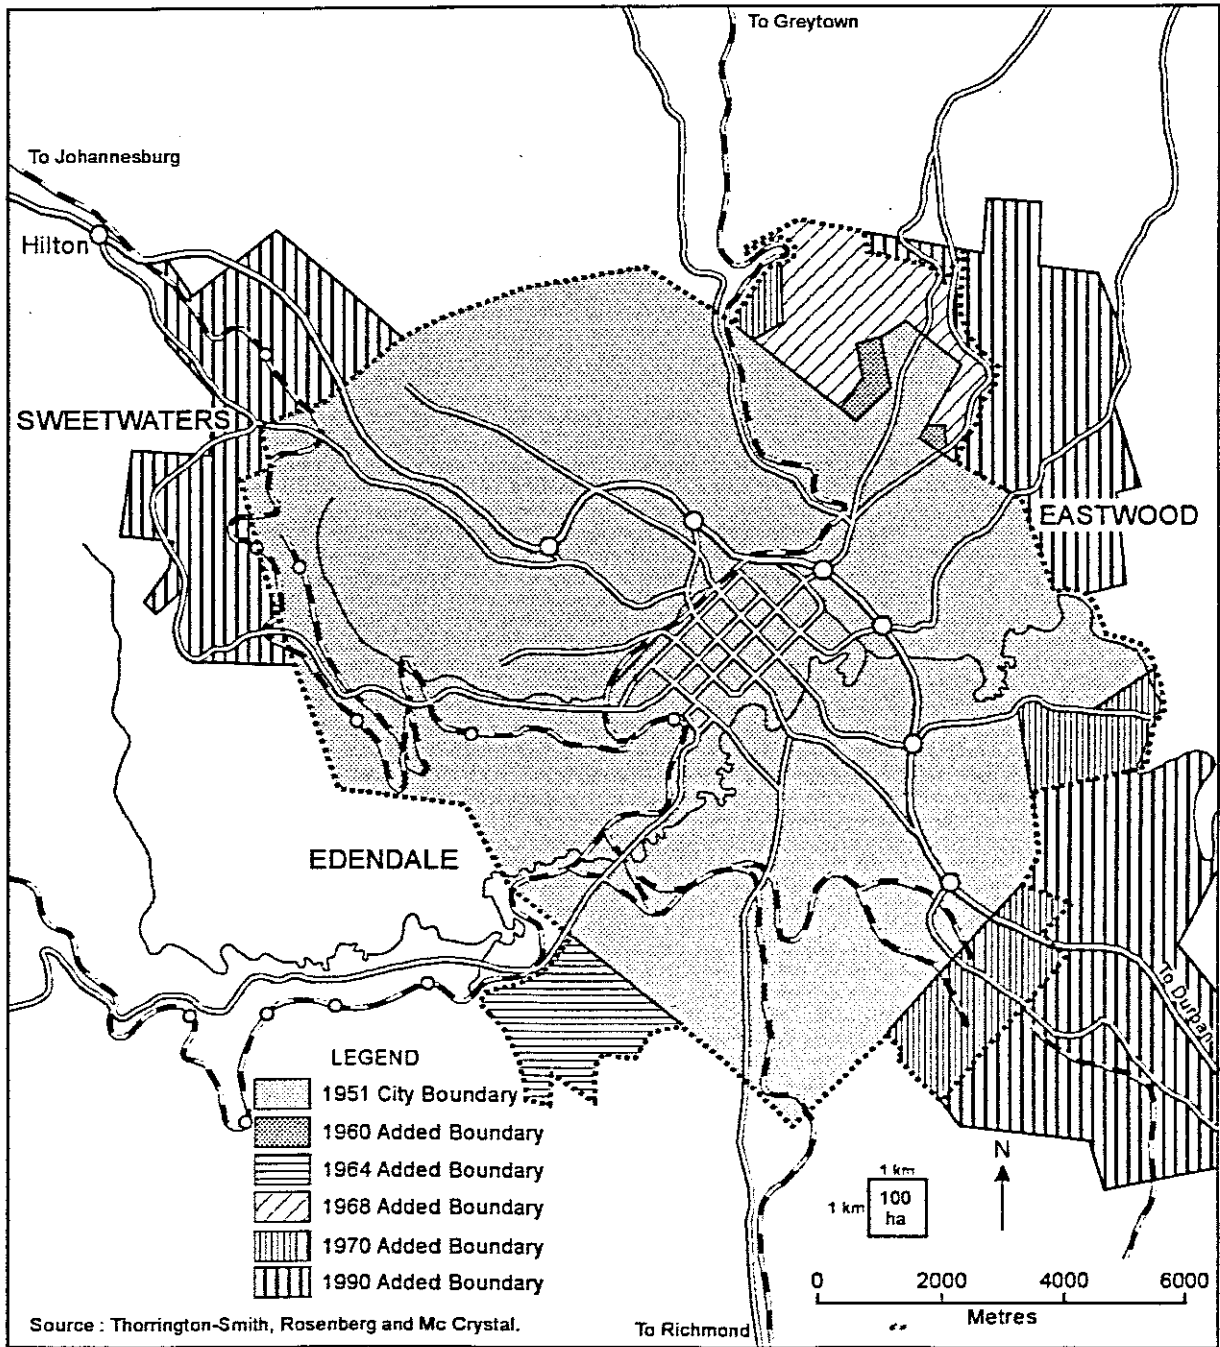 To Greytown
To Johannesburg
Hilton
SWEETWATERS
EASTWOOD
EDENDALE
To Durban
LEGEND
1951 City Boundary
1960 Added Boundary
1964 Added Boundary
1968 Added Boundary
1970 Added Boundary
1990 Added Boundary
N
1 km
1 km
100
ha
0 2000 4000 6000
Metres
Source : Thorrington-Smith, Rosenberg and Mc Crystal.
To Richmond